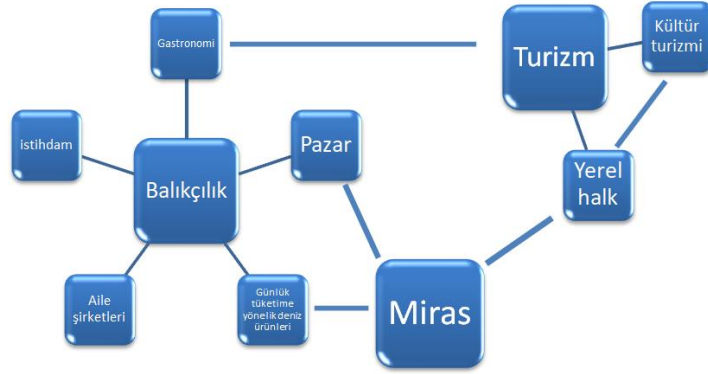 Gastronomi
Turizm
Kültür
turizmi
istihdam
Balıkçılık
Pazar
Yerel
halk
Aile
şirketleri
Günlük
tüketime
yönelik deniz
ürünleri
Miras